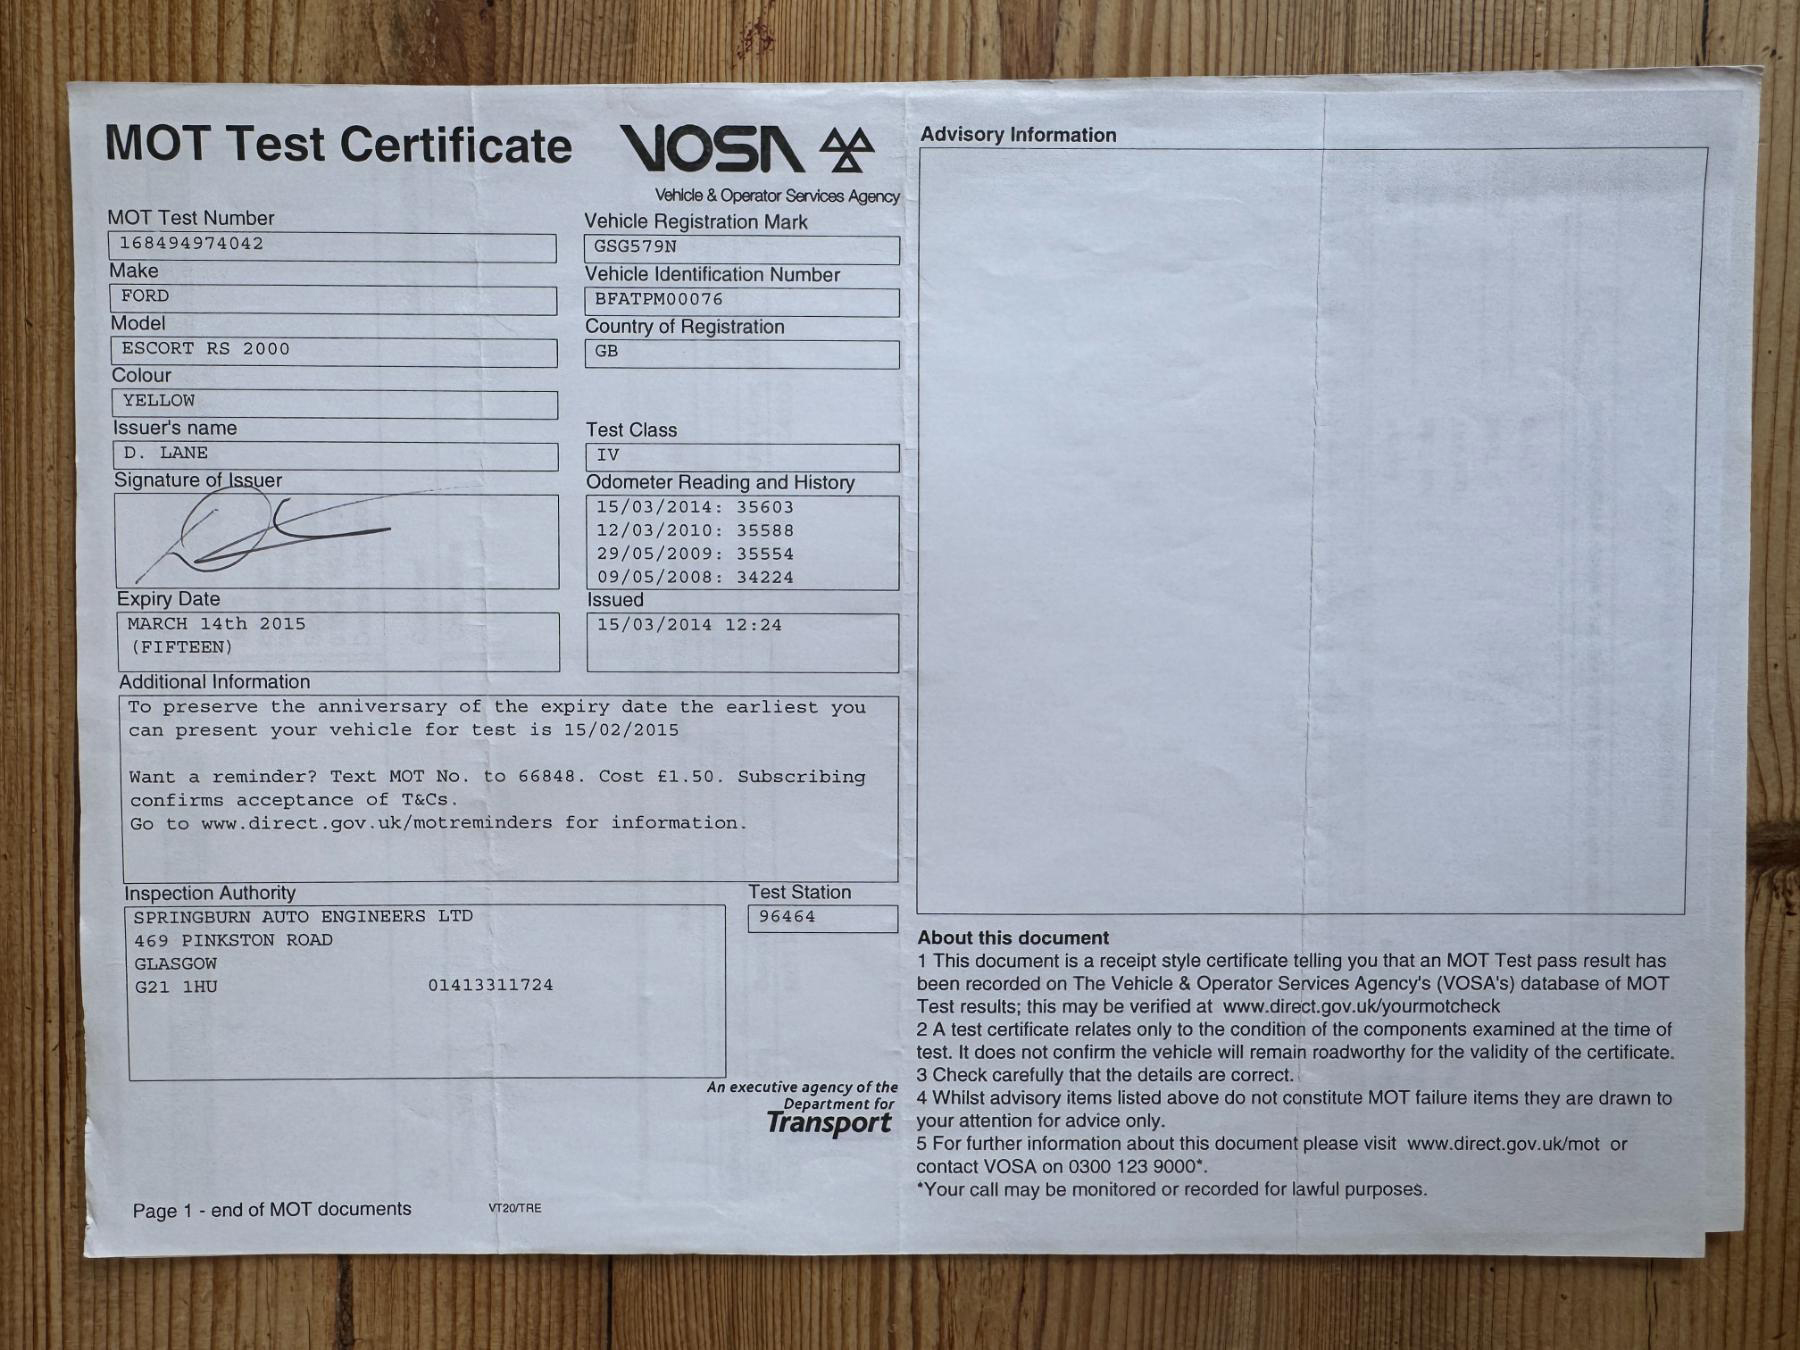 MOT Test Certificate
VOSA
Vehicle & Operator Services Agency
MOT Test Number
168494974042
Vehicle Registration Mark
GSG579N
Make
FORD
Vehicle Identification Number
BFATPM00076
Model
ESCORT RS 2000
Country of Registration
GB
Colour
YELLOW
Issuer's name
D. LANE
Test Class
IV
Signature of Issuer
Odometer Reading and History
15/03/2014: 35603
12/03/2010: 35588
29/05/2009: 35554
09/05/2008: 34224
Expiry Date
MARCH 14th 2015
(FIFTEEN)
Issued
15/03/2014 12:24
Additional Information
To preserve the anniversary of the expiry date the earliest you
can present your vehicle for test is 15/02/2015
Want a reminder? Text MOT No. to 66848. Cost £1.50. Subscribing
confirms acceptance of T&Cs.
Go to www.direct.gov.uk/motreminders for information.
Inspection Authority
SPRINGBURN AUTO ENGINEERS LTD
469 PINKSTON ROAD
GLASGOW
G21 1HU 01413311724
Test Station
96464
An executive agency of the
Department for
Transport
Page 1 - end of MOT documents
VT20/TRE
Advisory Information
About this document
1 This document is a receipt style certificate telling you that an MOT Test pass result has
been recorded on The Vehicle & Operator Services Agency's (VOSA's) database of MOT
Test results; this may be verified at www.direct.gov.uk/yourmotcheck
2 A test certificate relates only to the condition of the components examined at the time of
test. It does not confirm the vehicle will remain roadworthy for the validity of the certificate.
3 Check carefully that the details are correct.
4 Whilst advisory items listed above do not constitute MOT failure items they are drawn to
your attention for advice only.
5 For further information about this document please visit www.direct.gov.uk/mot or
contact VOSA on 0300 123 9000*.
*Your call may be monitored or recorded for lawful purposes.